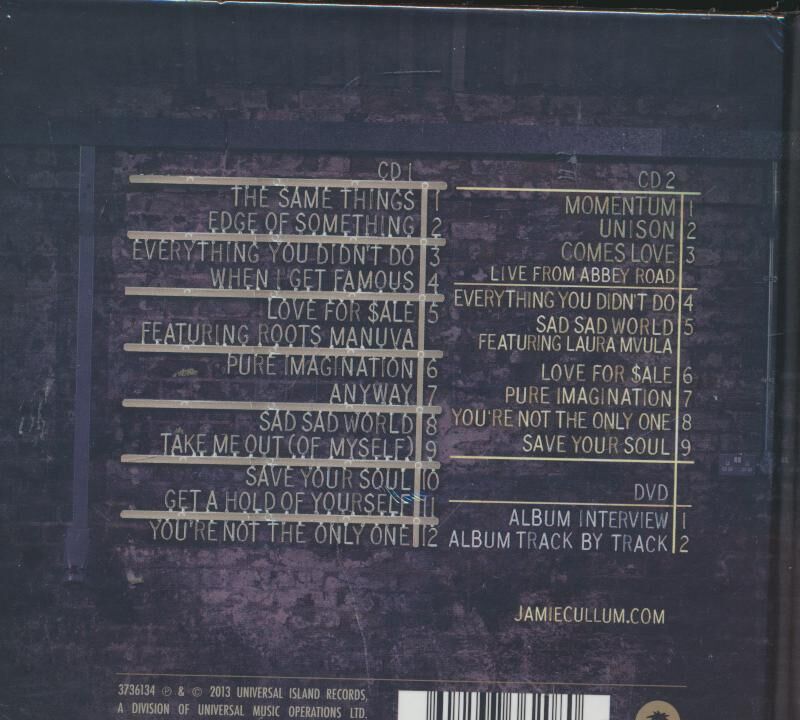 CD 1
THE SAME THINGS 1
EDGE OF SOMETHING 2
EVERYTHING YOU DIDN'T DO 3
WHEN I GET FAMOUS 4
LOVE FOR $ALE 5
FEATURING ROOTS MANUVA
PURE IMAGINATION 6
ANYWAY 7
SAD SAD WORLD 8
TAKE ME OUT (OF MYSELF) 9
SAVE YOUR SOUL 10
GET A HOLD OF YOURSELF 11
YOU'RE NOT THE ONLY ONE 12
CD 2
MOMENTUM 1
UNISON 2
COMES LOVE 3
LIVE FROM ABBEY ROAD
EVERYTHING YOU DIDN'T DO 4
SAD SAD WORLD 5
FEATURING LAURA MVULA
LOVE FOR $ALE 6
PURE IMAGINATION 7
YOU'RE NOT THE ONLY ONE 8
SAVE YOUR SOUL 9
DVD
ALBUM INTERVIEW 1
ALBUM TRACK BY TRACK 2
JAMIECULLUM.COM
3736134 ℗ & © 2013 UNIVERSAL ISLAND RECORDS,
A DIVISION OF UNIVERSAL MUSIC OPERATIONS LTD.